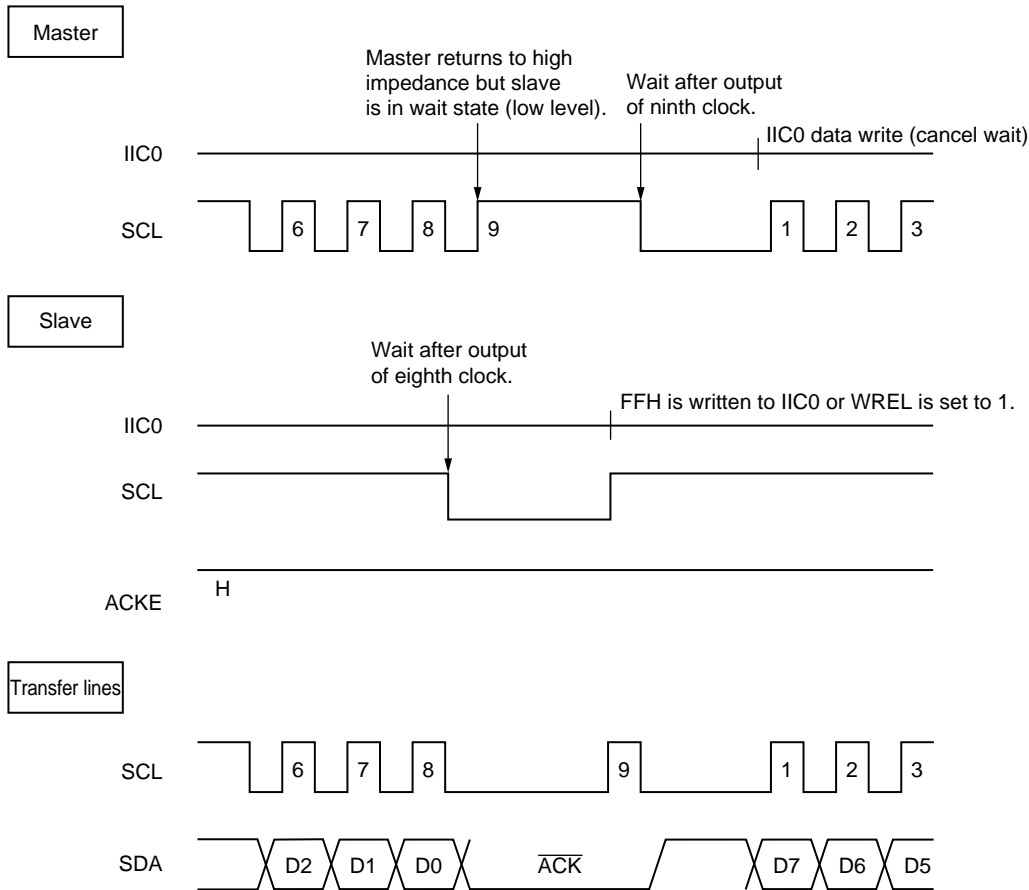 Master
Master returns to high
impedance but slave
is in wait state (low level).
Wait after output
of ninth clock.
IIC0 data write (cancel wait)
IIC0
SCL
6 7 8 9 1 2 3
Slave
Wait after output
of eighth clock.
FFH is written to IIC0 or WREL is set to 1.
IIC0
SCL
H
ACKE
Transfer lines
SCL
6 7 8 9 1 2 3
SDA
D2 D1 D0 A̅C̅K̅ D7 D6 D5